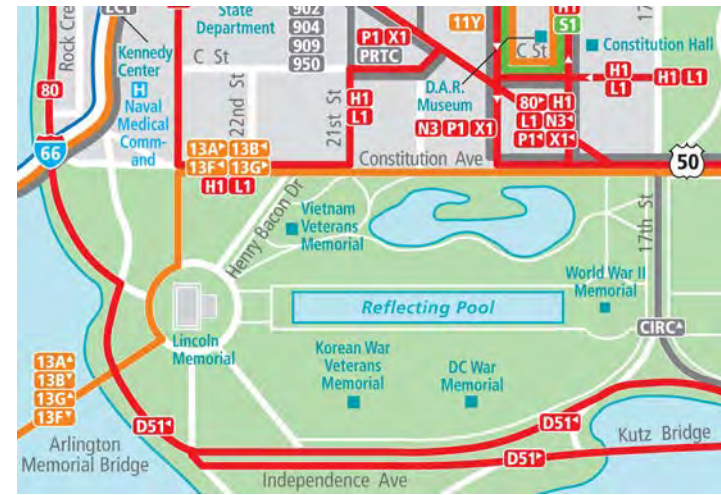 LC1
State
Department
902
904
909
950
P1 X1
PRTC
11Y
H1
S1
17
C St
Constitution Hall
Rock Cre
Kennedy
Center
H
Naval
Medical
Comm-
and
C St
22nd St
21st St
H1
L1
D.A.R.
Museum
H1
L1
H1 L1
80
80 H1
L1 N3
P1 X1
N3 P1 X1
66
13A 13B
13F 13G
H1 L1
Constitution Ave
50
Henry Bacon Dr
Vietnam
Veterans
Memorial
17th St
World War II
Memorial
Reflecting Pool
CIRC
Lincoln
Memorial
Korean War
Veterans
Memorial
DC War
Memorial
13A
13B
13G
13F
D51
D51
Kutz Bridge
Arlington
Memorial Bridge
D51
Independence Ave